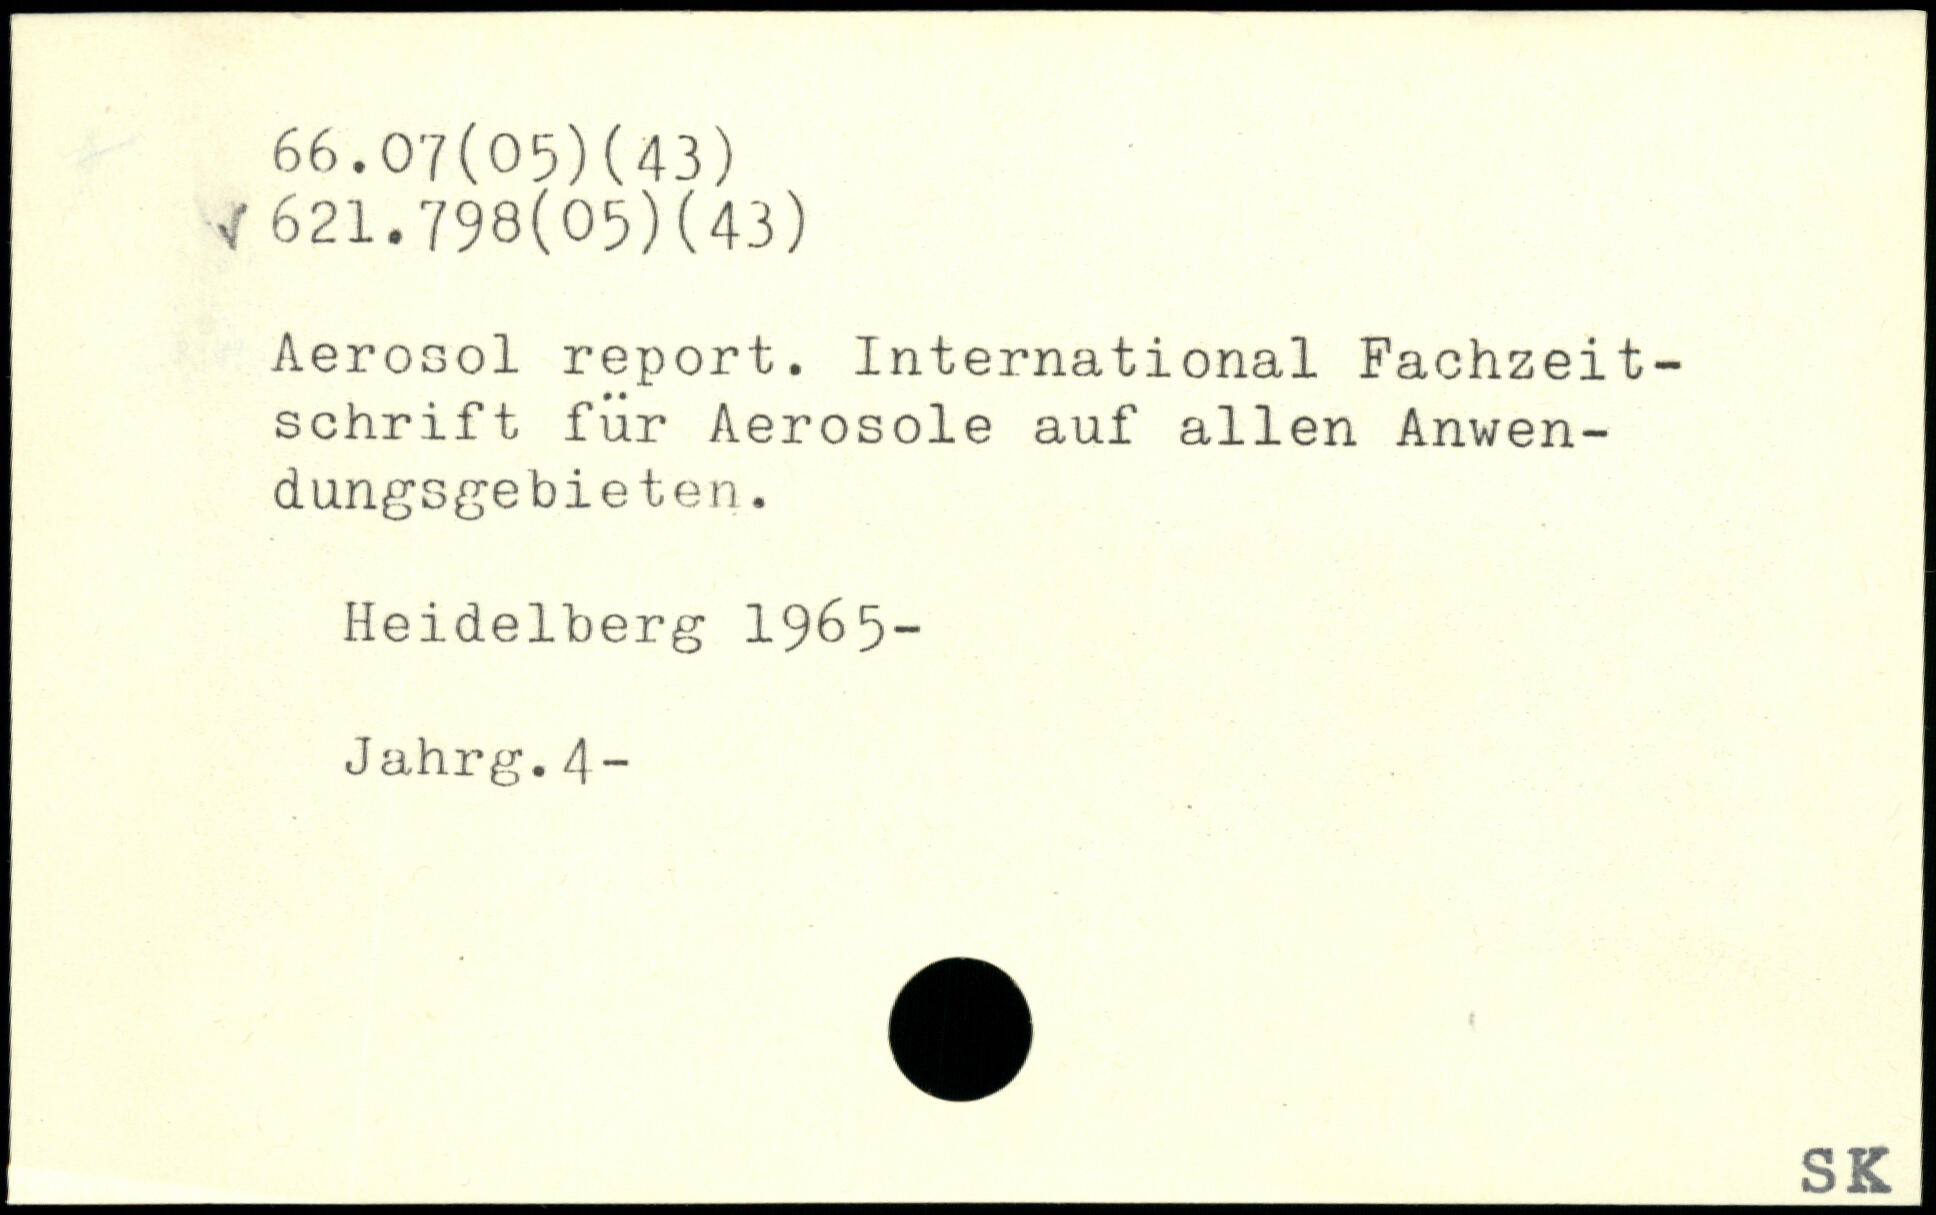 66.07(05)(43)
✓ 621.798(05)(43)
Aerosol report. International Fachzeit-
schrift für Aerosole auf allen Anwen-
dungsgebieten.
Heidelberg 1965-
Jahrg.4-
SK